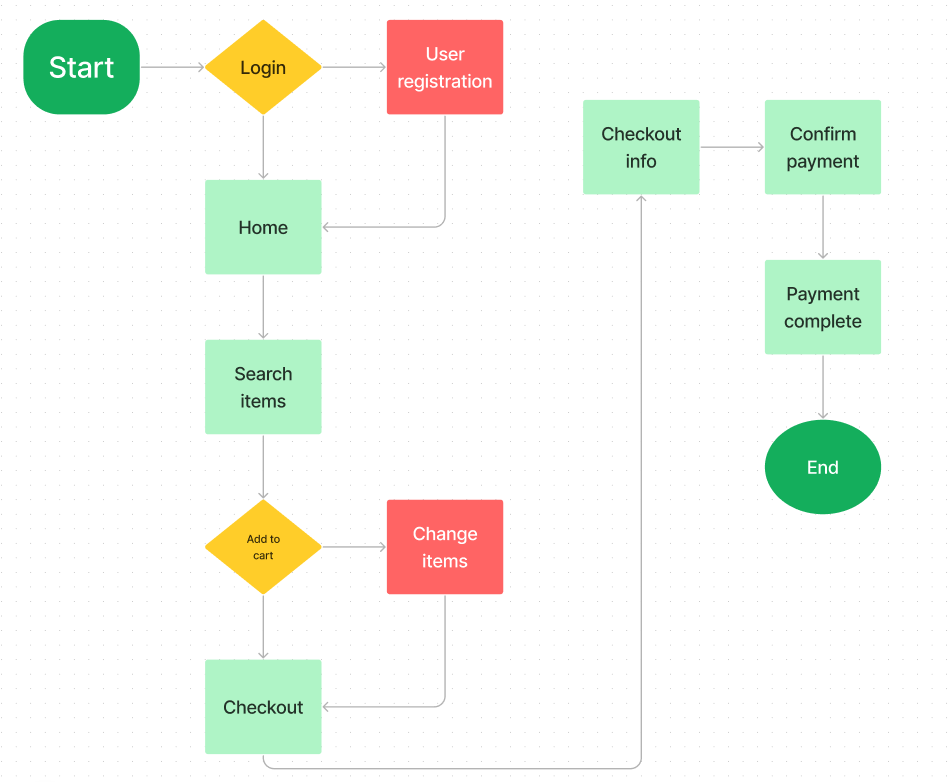 Start
Login
User
registration
Home
Search
items
Add to
cart
Change
items
Checkout
Checkout
info
Confirm
payment
Payment
complete
End